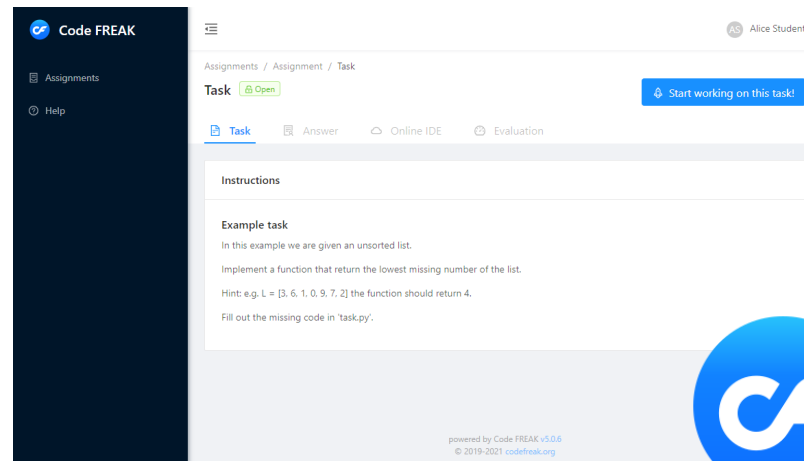 Code FREAK
AS Alice Student
Assignments
Help
Assignments / Assignment / Task
Task Open
Start working on this task!
Task Answer Online IDE Evaluation
Instructions
Example task
In this example we are given an unsorted list.
Implement a function that return the lowest missing number of the list.
Hint: e.g. L = [3, 6, 1, 0, 9, 7, 2] the function should return 4.
Fill out the missing code in 'task.py'.
powered by Code FREAK v5.0.6
© 2019-2021 codefreak.org